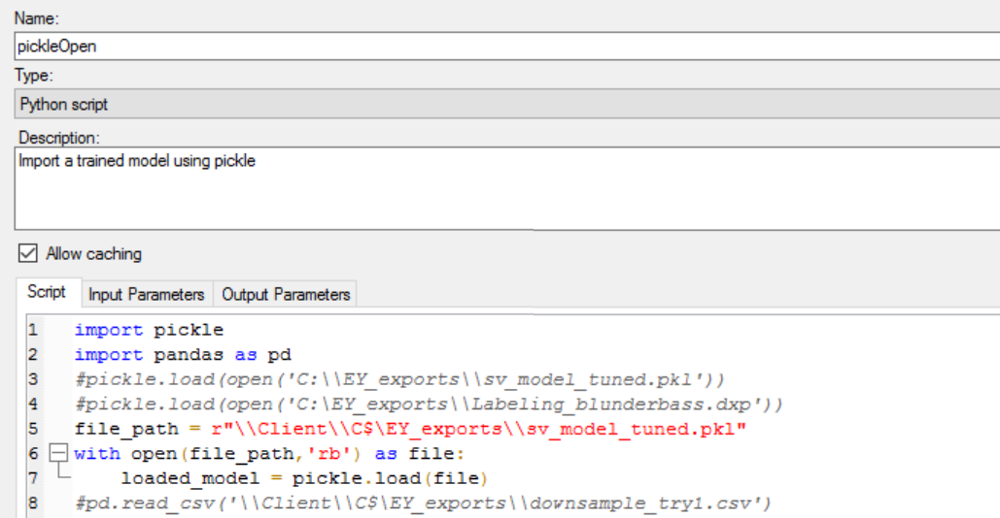 Name:
pickleOpen
Type:
Python script
Description:
Import a trained model using pickle
Allow caching
Script Input Parameters Output Parameters
1 import pickle
2 import pandas as pd
3 #pickle.load(open('C:\\EY_exports\\sv_model_tuned.pkl'))
4 #pickle.load(open('C:\EY_exports\\Labeling_blunderbass.dxp'))
5 file_path = r"\\Client\\C$\EY_exports\\sv_model_tuned.pkl"
6 with open(file_path,'rb') as file:
7 loaded_model = pickle.load(file)
8 #pd.read_csv('\\Client\\C$\EY_exports\\downsample_try1.csv')